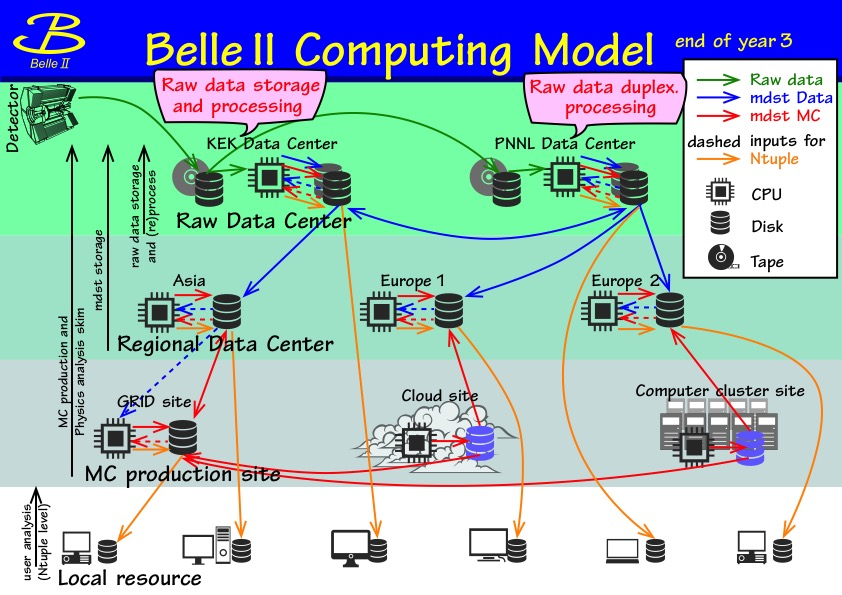 Belle II
Belle II Computing Model
end of year 3
Raw data
mdst Data
mdst MC
dashed inputs for
Ntuple
CPU
Disk
Tape
Detector
Raw data storage
and processing
Raw data duplex.
processing
KEK Data Center
PNNL Data Center
Raw Data Center
raw data storage
and (re)process
mdst storage
MC production and
Physics analysis skim
Asia
Europe 1
Europe 2
Regional Data Center
GRID site
Cloud site
Computer cluster site
MC production site
user analysis
(Ntuple level)
Local resource